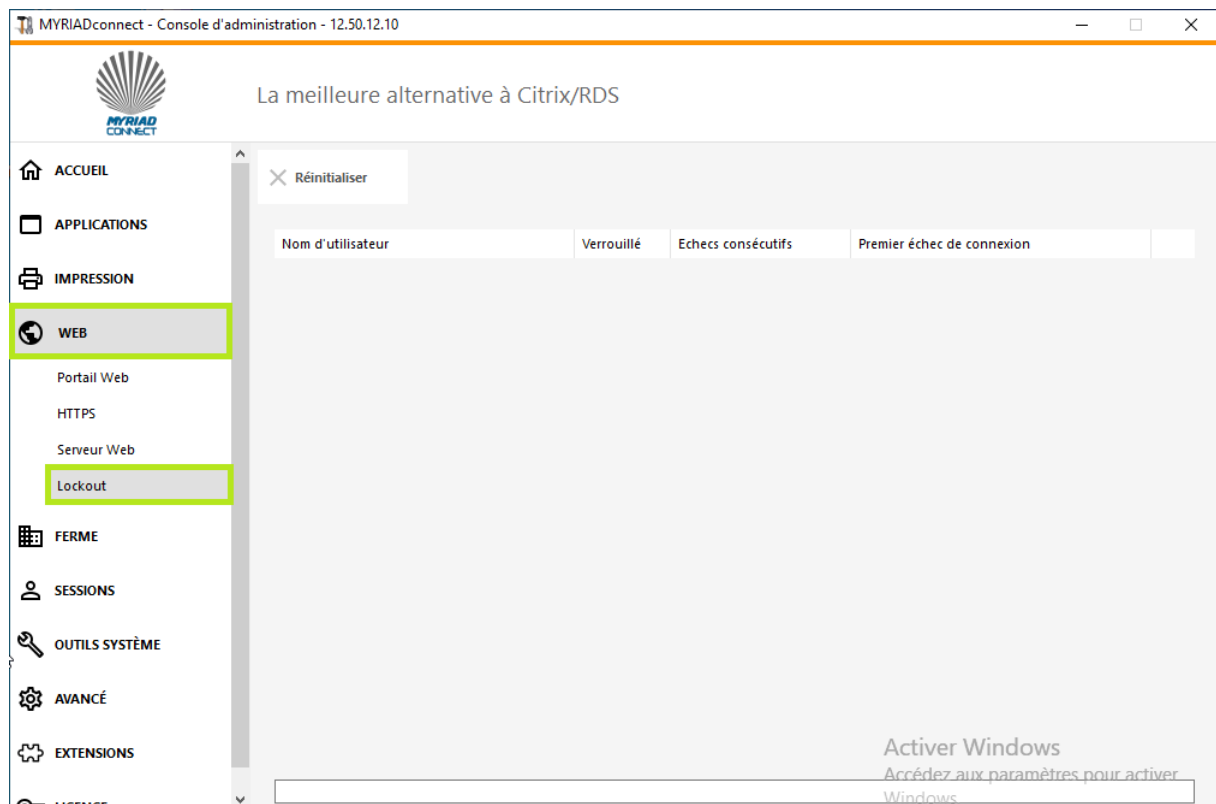 MYRIADconnect - Console d'administration - 12.50.12.10
MYRIAD
CONNECT
La meilleure alternative à Citrix/RDS
ACCUEIL
APPLICATIONS
IMPRESSION
WEB
Portail Web
HTTPS
Serveur Web
Lockout
FERME
SESSIONS
OUTILS SYSTÈME
AVANCÉ
EXTENSIONS
LICENCE
Réinitialiser
Nom d'utilisateur Verrouillé Echecs consécutifs Premier échec de connexion
Activer Windows
Accédez aux paramètres pour activer
Windows